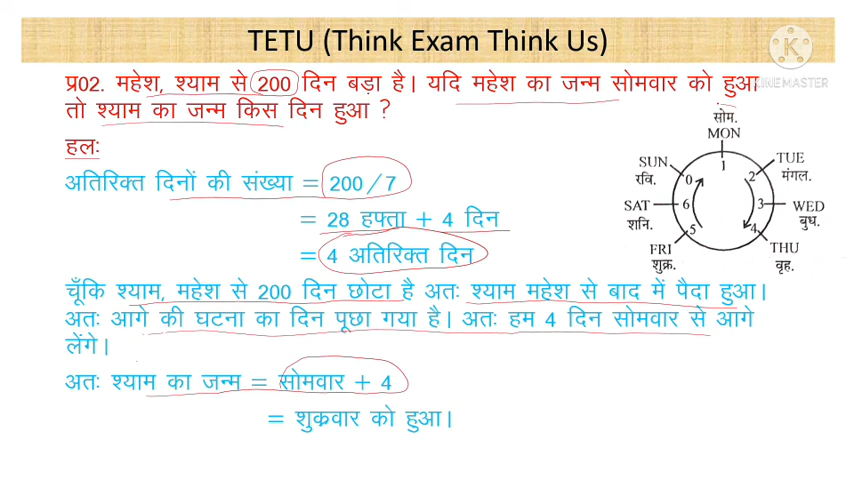 TETU (Think Exam Think Us)
K
KINEMASTER
प्र02. महेश, श्याम से 200 दिन बड़ा है। यदि महेश का जन्म सोमवार को हुआ
तो श्याम का जन्म किस दिन हुआ ?
हलः
अतिरिक्त दिनों की संख्या = 200/7
= 28 हफ्ता + 4 दिन
= 4 अतिरिक्त दिन
सोम.
MON
1
SUN
रवि.
0
TUE
मंगल.
2
SAT
शनि.
6
WED
बुध.
3
FRI
शुक्र.
5
THU
वृह.
4
चूँकि श्याम, महेश से 200 दिन छोटा है अतः श्याम महेश से बाद में पैदा हुआ।
अतः आगे की घटना का दिन पूछा गया है। अतः हम 4 दिन सोमवार से आगे
लेंगे।
अतः श्याम का जन्म = सोमवार + 4
= शुक्रवार को हुआ।